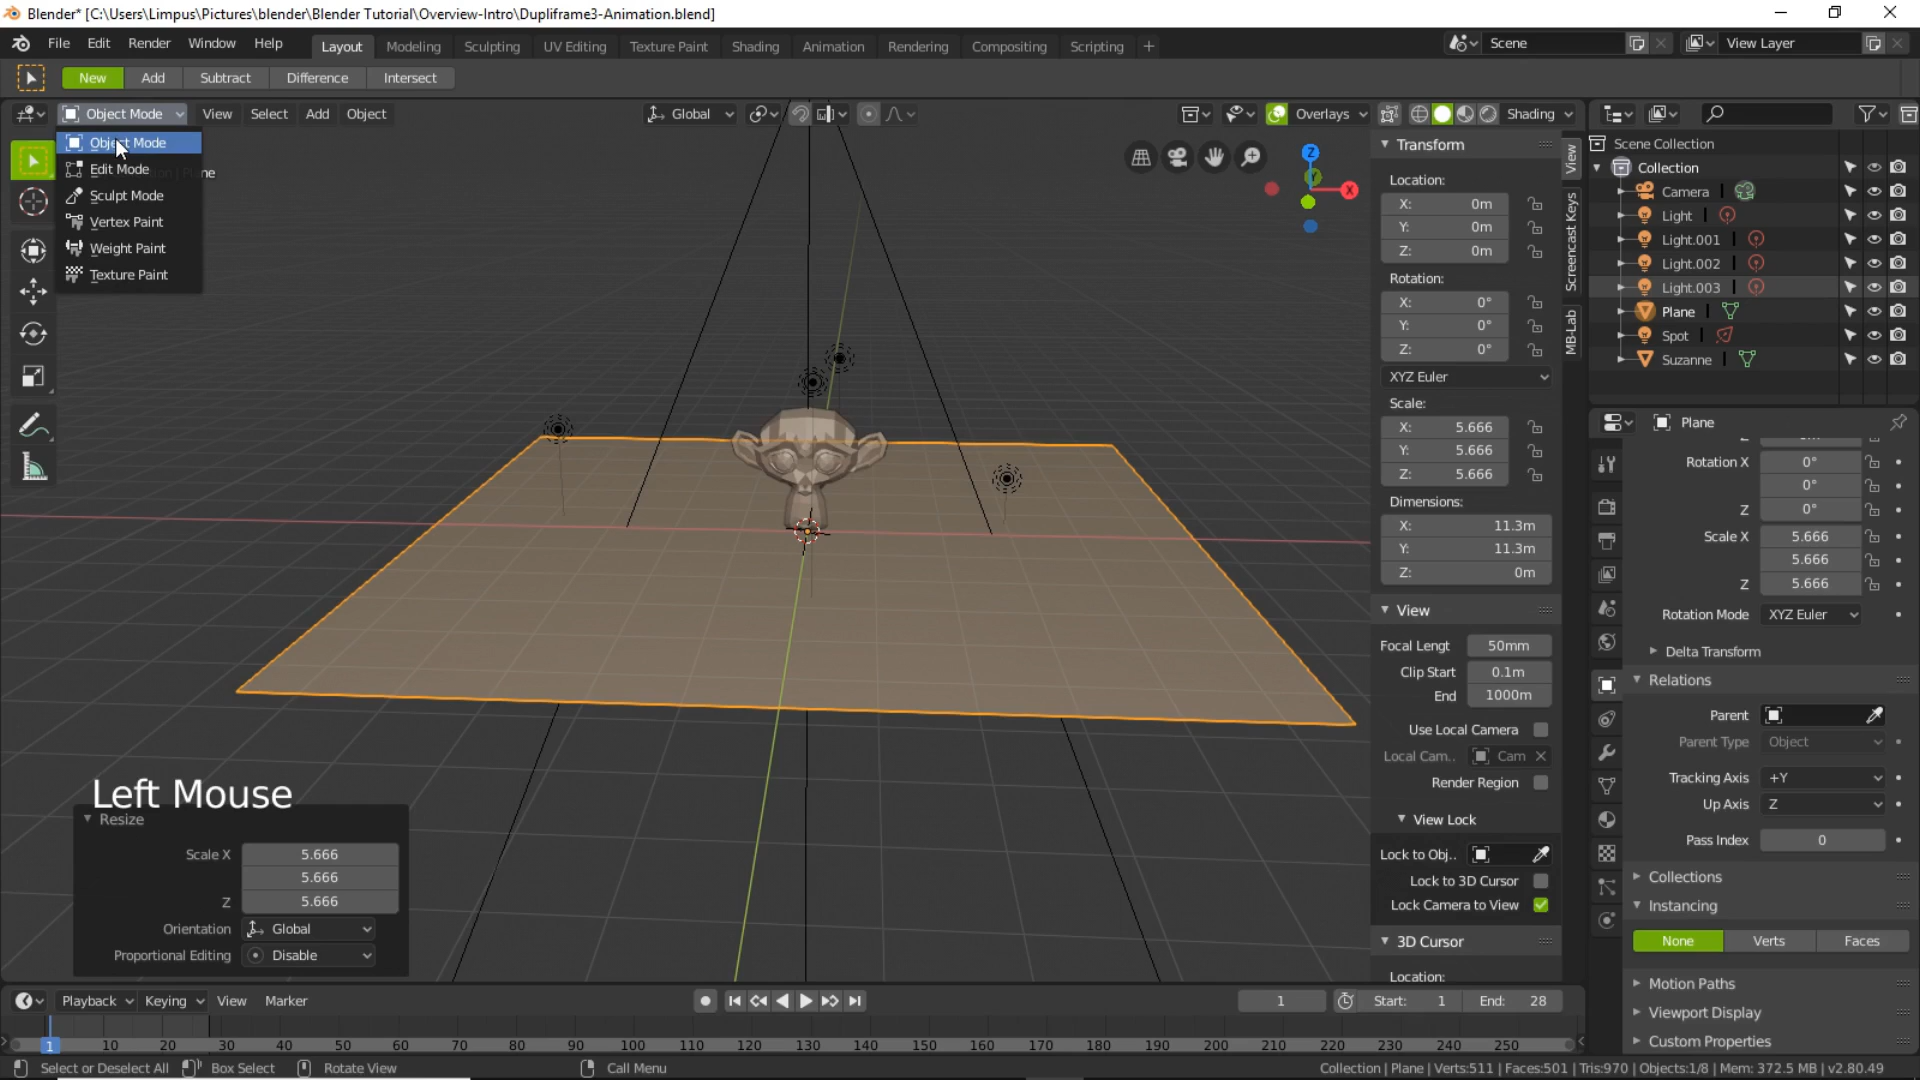 Blender* [C:\Users\Limpus\Pictures\blender\Blender Tutorial\Overview-Intro\Dupliframe3-Animation.blend]
File Edit Render Window Help Layout Modeling Sculpting UV Editing Texture Paint Shading Animation Rendering Compositing Scripting + Scene View Layer
New Add Subtract Difference Intersect
Object Mode View Select Add Object Global Overlays Shading
Object Mode
Edit Mode
Plane
Sculpt Mode
Vertex Paint
Weight Paint
Texture Paint
Z
Y
X
Left Mouse
Resize
Scale X 5.666
5.666
Z 5.666
Orientation Global
Proportional Editing Disable
Transform
Location:
X: 0m
Y: 0m
Z: 0m
Rotation:
X: 0°
Y: 0°
Z: 0°
XYZ Euler
Scale:
X: 5.666
Y: 5.666
Z: 5.666
Dimensions:
X: 11.3m
Y: 11.3m
Z: 0m
View
Focal Lengt 50mm
Clip Start 0.1m
End 1000m
Use Local Camera
Local Cam.. Cam
Render Region
View Lock
Lock to Obj..
Lock to 3D Cursor
Lock Camera to View
3D Cursor
Location:
View
Screencast Keys
MB-Lab
Scene Collection
Collection
Camera
Light
Light.001
Light.002
Light.003
Plane
Spot
Suzanne
Plane
Rotation X 0°
0°
Z 0°
Scale X 5.666
5.666
Z 5.666
Rotation Mode XYZ Euler
Delta Transform
Relations
Parent
Parent Type Object
Tracking Axis +Y
Up Axis Z
Pass Index 0
Collections
Instancing
None Verts Faces
Motion Paths
Viewport Display
Custom Properties
Playback Keying View Marker 1 Start: 1 End: 28
1 10 20 30 40 50 60 70 80 90 100 110 120 130 140 150 160 170 180 190 200 210 220 230 240 250
Select or Deselect All Box Select Rotate View Call Menu Collection | Plane | Verts:511 | Faces:501 | Tris:970 | Objects:1/8 | Mem: 372.5 MB | v2.80.49